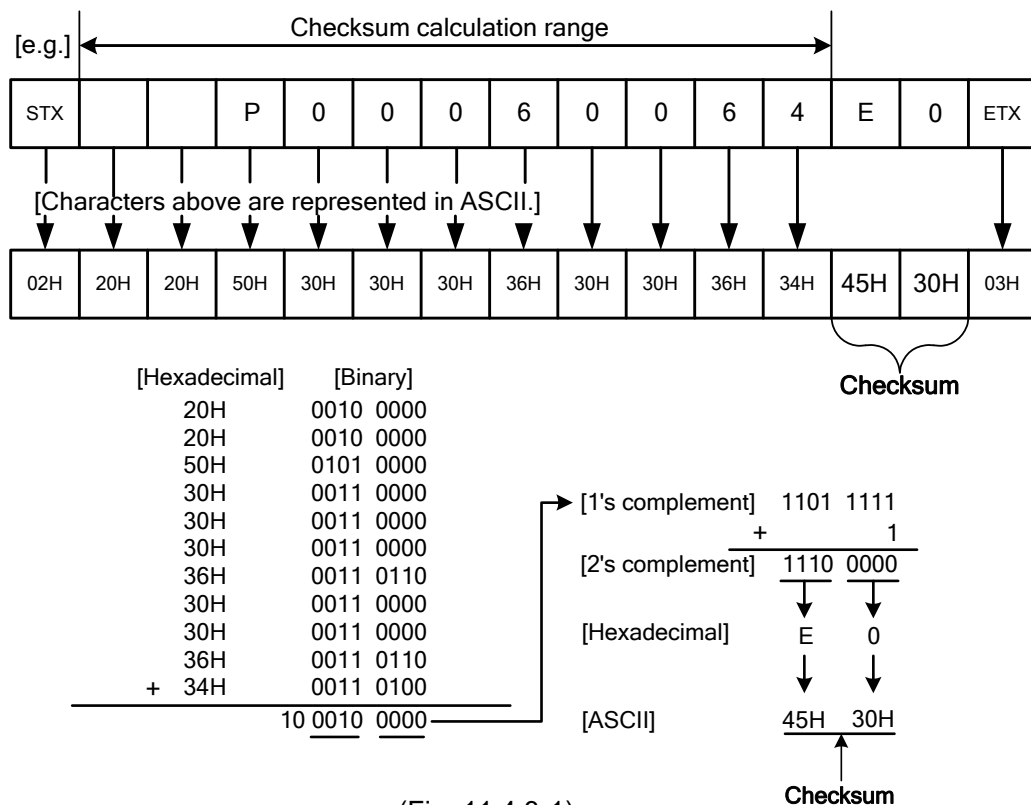 [e.g.] Checksum calculation range
STX P 0 0 0 6 0 0 6 4 E 0 ETX
[Characters above are represented in ASCII.]
02H 20H 20H 50H 30H 30H 30H 36H 30H 30H 36H 34H 45H 30H 03H
Checksum
[Hexadecimal] [Binary]
20H 0010 0000
20H 0010 0000
50H 0101 0000
30H 0011 0000
30H 0011 0000
30H 0011 0000
36H 0011 0110
30H 0011 0000
30H 0011 0000
36H 0011 0110
+ 34H 0011 0100
10 0010 0000
[1's complement] 1101 1111
+ 1
[2's complement] 1110 0000
[Hexadecimal] E 0
[ASCII] 45H 30H
Checksum